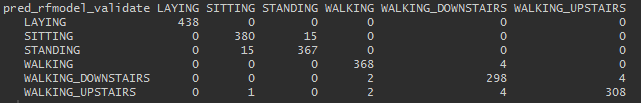 pred_rfmodel_validate LAYING SITTING STANDING WALKING WALKING_DOWNSTAIRS WALKING_UPSTAIRS
LAYING 438 0 0 0 0 0
SITTING 0 380 15 0 0 0
STANDING 0 15 367 0 0 0
WALKING 0 0 0 368 4 0
WALKING_DOWNSTAIRS 0 0 0 2 298 4
WALKING_UPSTAIRS 0 1 0 2 4 308